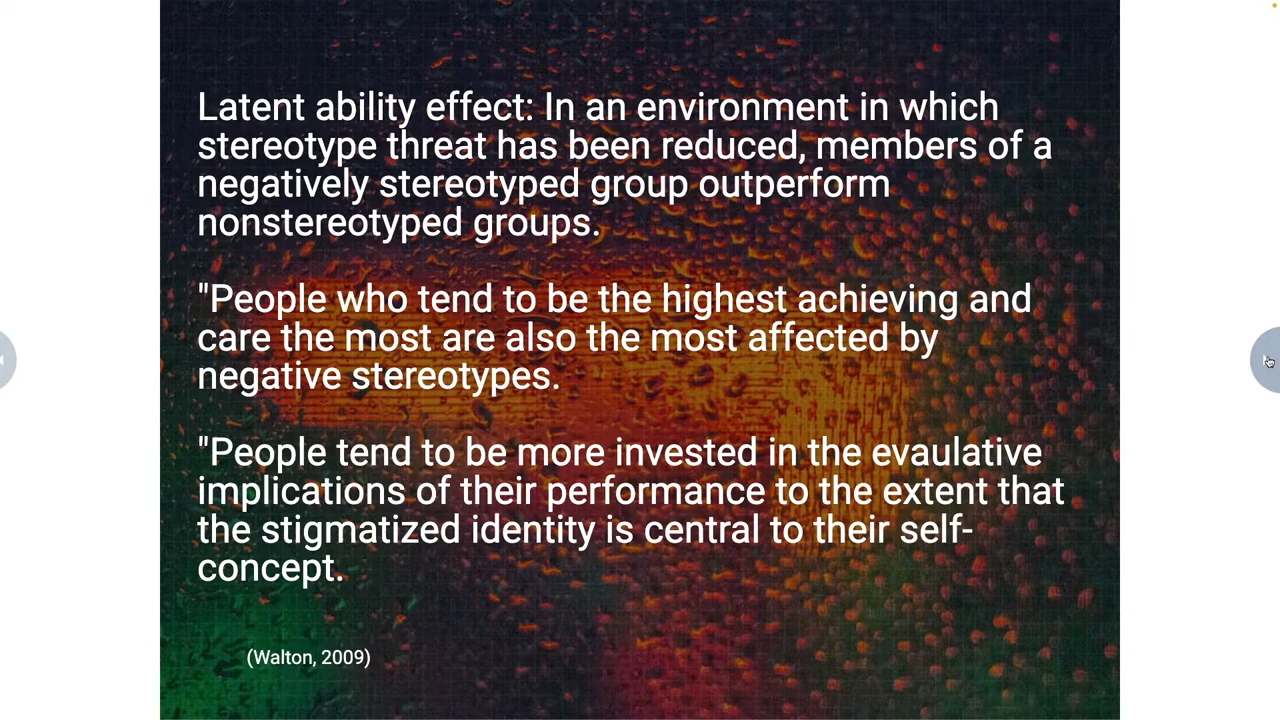 Latent ability effect: In an environment in which
stereotype threat has been reduced, members of a
negatively stereotyped group outperform
nonstereotyped groups.
"People who tend to be the highest achieving and
care the most are also the most affected by
negative stereotypes.
"People tend to be more invested in the evaulative
implications of their performance to the extent that
the stigmatized identity is central to their self-
concept.
(Walton, 2009)